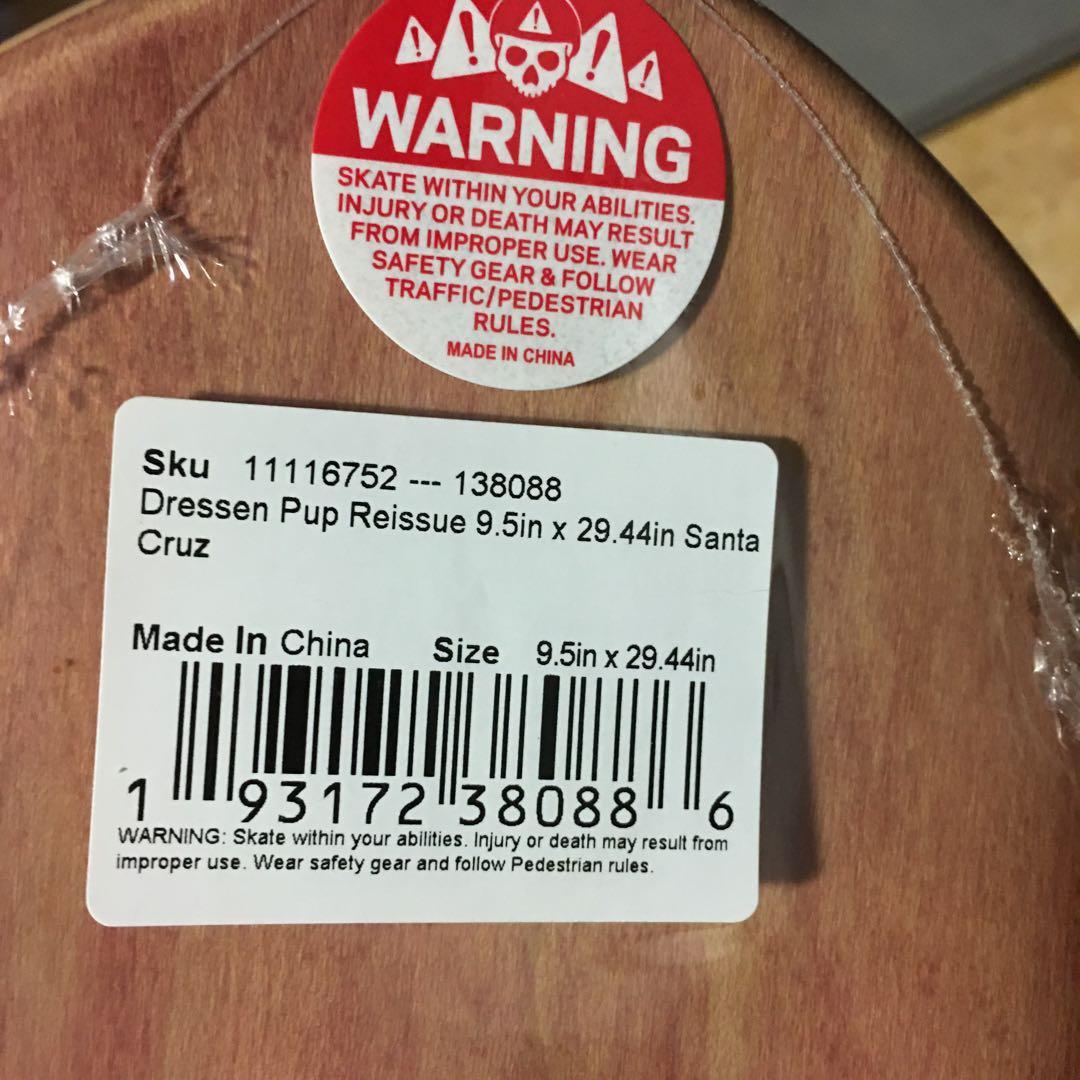 WARNING
SKATE WITHIN YOUR ABILITIES.
INJURY OR DEATH MAY RESULT
FROM IMPROPER USE. WEAR
SAFETY GEAR & FOLLOW
TRAFFIC/PEDESTRIAN
RULES.
MADE IN CHINA
Sku 11116752 --- 138088
Dressen Pup Reissue 9.5in x 29.44in Santa
Cruz
Made In China Size 9.5in x 29.44in
1 93172 38088 6
WARNING: Skate within your abilities. Injury or death may result from
improper use. Wear safety gear and follow Pedestrian rules.